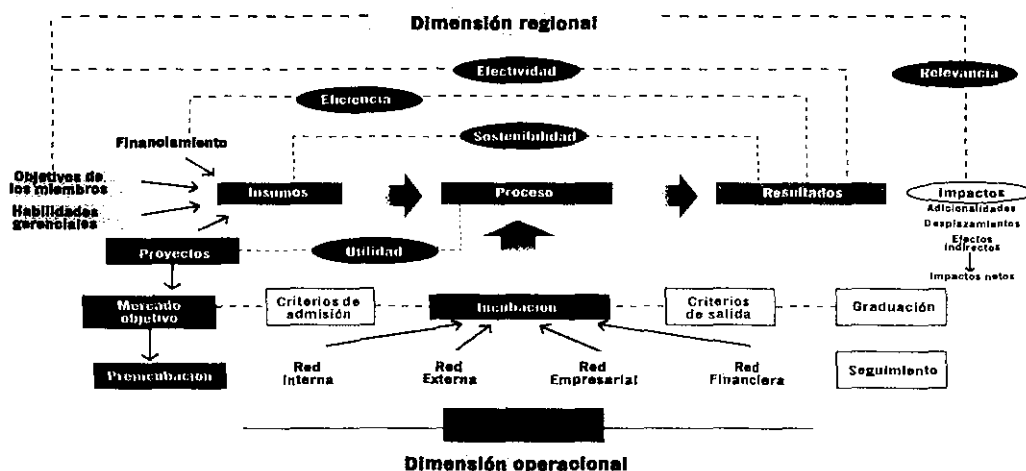 Dimensión regional
Efectividad
Relevancia
Eficiencia
Financiamiento
Sostenibilidad
Objetivos de
los miembros
Insumos
Proceso
Resultados
Impactos
Habilidades
gerenciales
Adicionalidades
Desplazamientos
Efectos
indirectos
Impactos netos
Proyectos
Utilidad
Mercado
objetivo
Criterios de
admisión
Incubacion
Criterios
de salida
Graduación
Preincubacion
Red
Interna
Red
Externa
Red
Empresarial
Red
Financiera
Seguimiento
Dimensión operacional